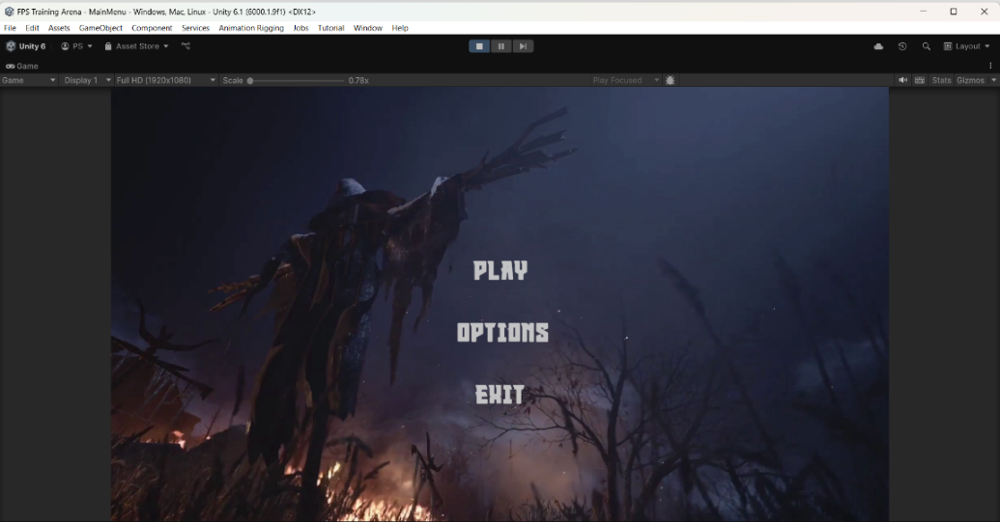 FPS Training Arena - MainMenu - Windows, Mac, Linux - Unity 6.1 (6000.1.9f1) <DX12>
File Edit Assets GameObject Component Services Animation Rigging Jobs Tutorial Window Help
Unity 6 PS Asset Store Layout
Game
Game Display 1 Full HD (1920x1080) Scale 0.78x Play Focused Stats Gizmos
PLAY
OPTIONS
EXIT